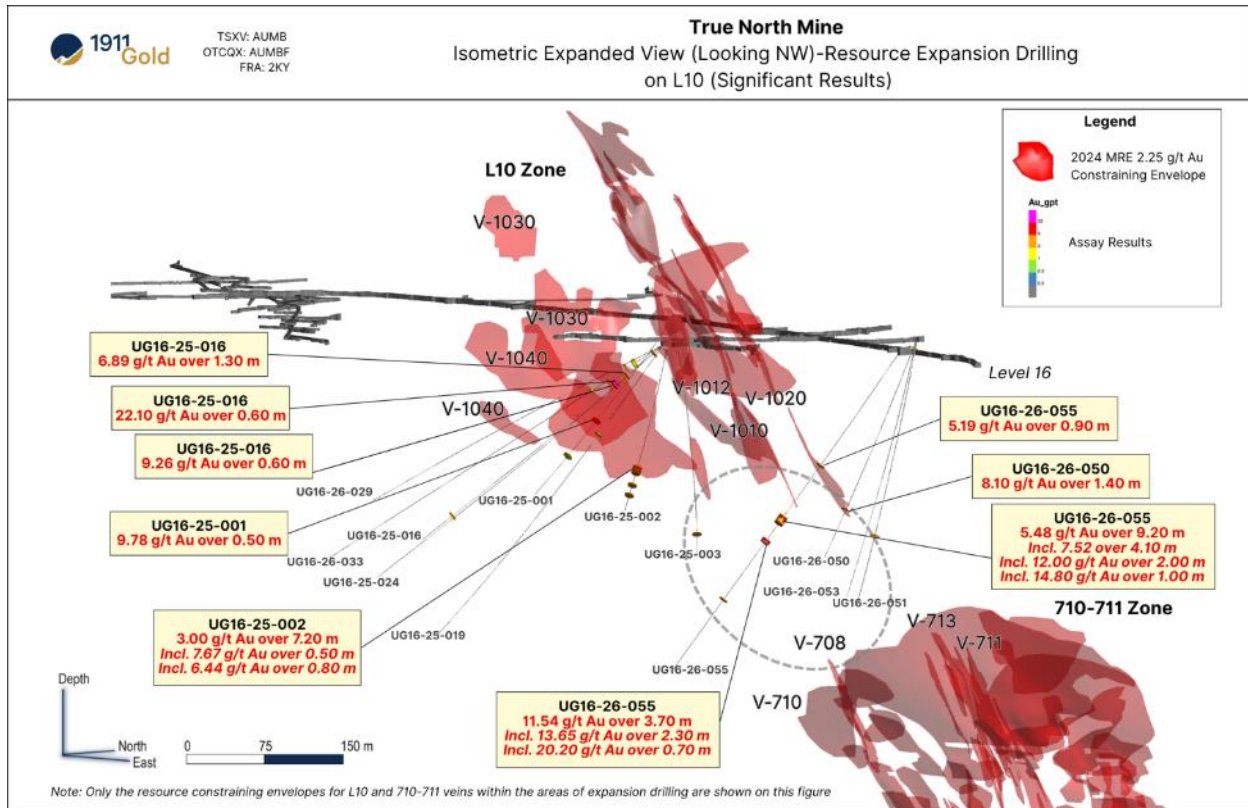 1911 Gold
TSXV: AUMB
OTCQX: AUMBF
FRA: 2KY
True North Mine
Isometric Expanded View (Looking NW)-Resource Expansion Drilling
on L10 (Significant Results)
Legend
2024 MRE 2.25 g/t Au
Constraining Envelope
Au_gpt
Assay Results
L10 Zone
V-1030
V-1030
V-1040
V-1040
V-1012
V-1020
V-1010
Level 16
UG16-25-016
6.89 g/t Au over 1.30 m
UG16-25-016
22.10 g/t Au over 0.60 m
UG16-25-016
9.26 g/t Au over 0.60 m
UG16-25-001
9.78 g/t Au over 0.50 m
UG16-25-002
3.00 g/t Au over 7.20 m
Incl. 7.67 g/t Au over 0.50 m
Incl. 6.44 g/t Au over 0.80 m
UG16-26-029
UG16-25-001
UG16-25-016
UG16-26-033
UG16-25-024
UG16-25-019
UG16-25-002
UG16-25-003
UG16-26-050
UG16-26-053
UG16-26-051
UG16-26-055
UG16-26-055
5.19 g/t Au over 0.90 m
UG16-26-050
8.10 g/t Au over 1.40 m
UG16-26-055
5.48 g/t Au over 9.20 m
Incl. 7.52 over 4.10 m
Incl. 12.00 g/t Au over 2.00 m
Incl. 14.80 g/t Au over 1.00 m
UG16-26-055
11.54 g/t Au over 3.70 m
Incl. 13.65 g/t Au over 2.30 m
Incl. 20.20 g/t Au over 0.70 m
710-711 Zone
V-713
V-711
V-708
V-710
Depth
North
East
0 75 150 m
Note: Only the resource constraining envelopes for L10 and 710-711 veins within the areas of expansion drilling are shown on this figure